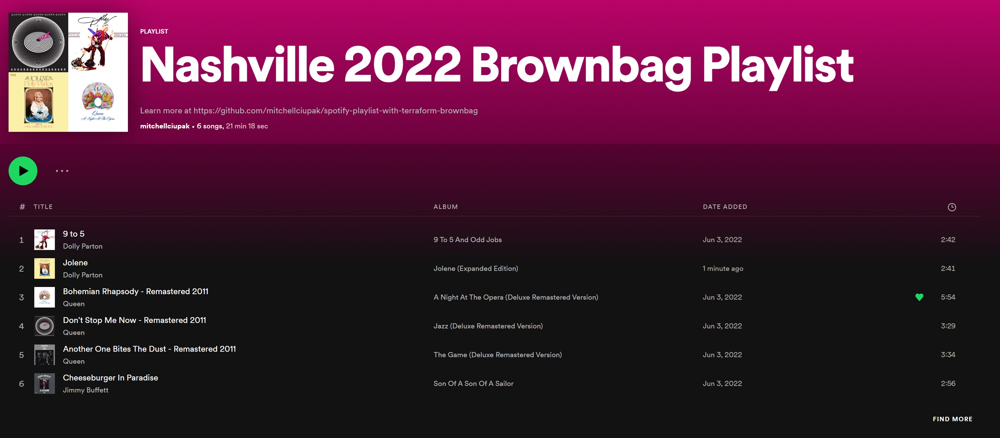 QUEEN QUEEN QUEEN QUEEN QUEEN QUEEN
Dolly
9 to 5 and
Odd Jobs
JOLENE
Dolly Parton
I WILL ALWAYS LOVE YOU
Queen
A Night At The Opera
PLAYLIST
Nashville 2022 Brownbag Playlist
Learn more at https://github.com/mitchellciupak/spotify-playlist-with-terraform-brownbag
mitchellciupak • 6 songs, 21 min 18 sec
# TITLE ALBUM DATE ADDED
1 9 to 5 9 To 5 And Odd Jobs Jun 3, 2022 2:42
Dolly Parton
2 Jolene Jolene (Expanded Edition) 1 minute ago 2:41
Dolly Parton
3 Bohemian Rhapsody - Remastered 2011 A Night At The Opera (Deluxe Remastered Version) Jun 3, 2022 5:54
Queen
4 Don't Stop Me Now - Remastered 2011 Jazz (Deluxe Remastered Version) Jun 3, 2022 3:29
Queen
5 Another One Bites The Dust - Remastered 2011 The Game (Deluxe Remastered Version) Jun 3, 2022 3:34
Queen
6 Cheeseburger In Paradise Son Of A Son Of A Sailor Jun 3, 2022 2:56
Jimmy Buffett
FIND MORE